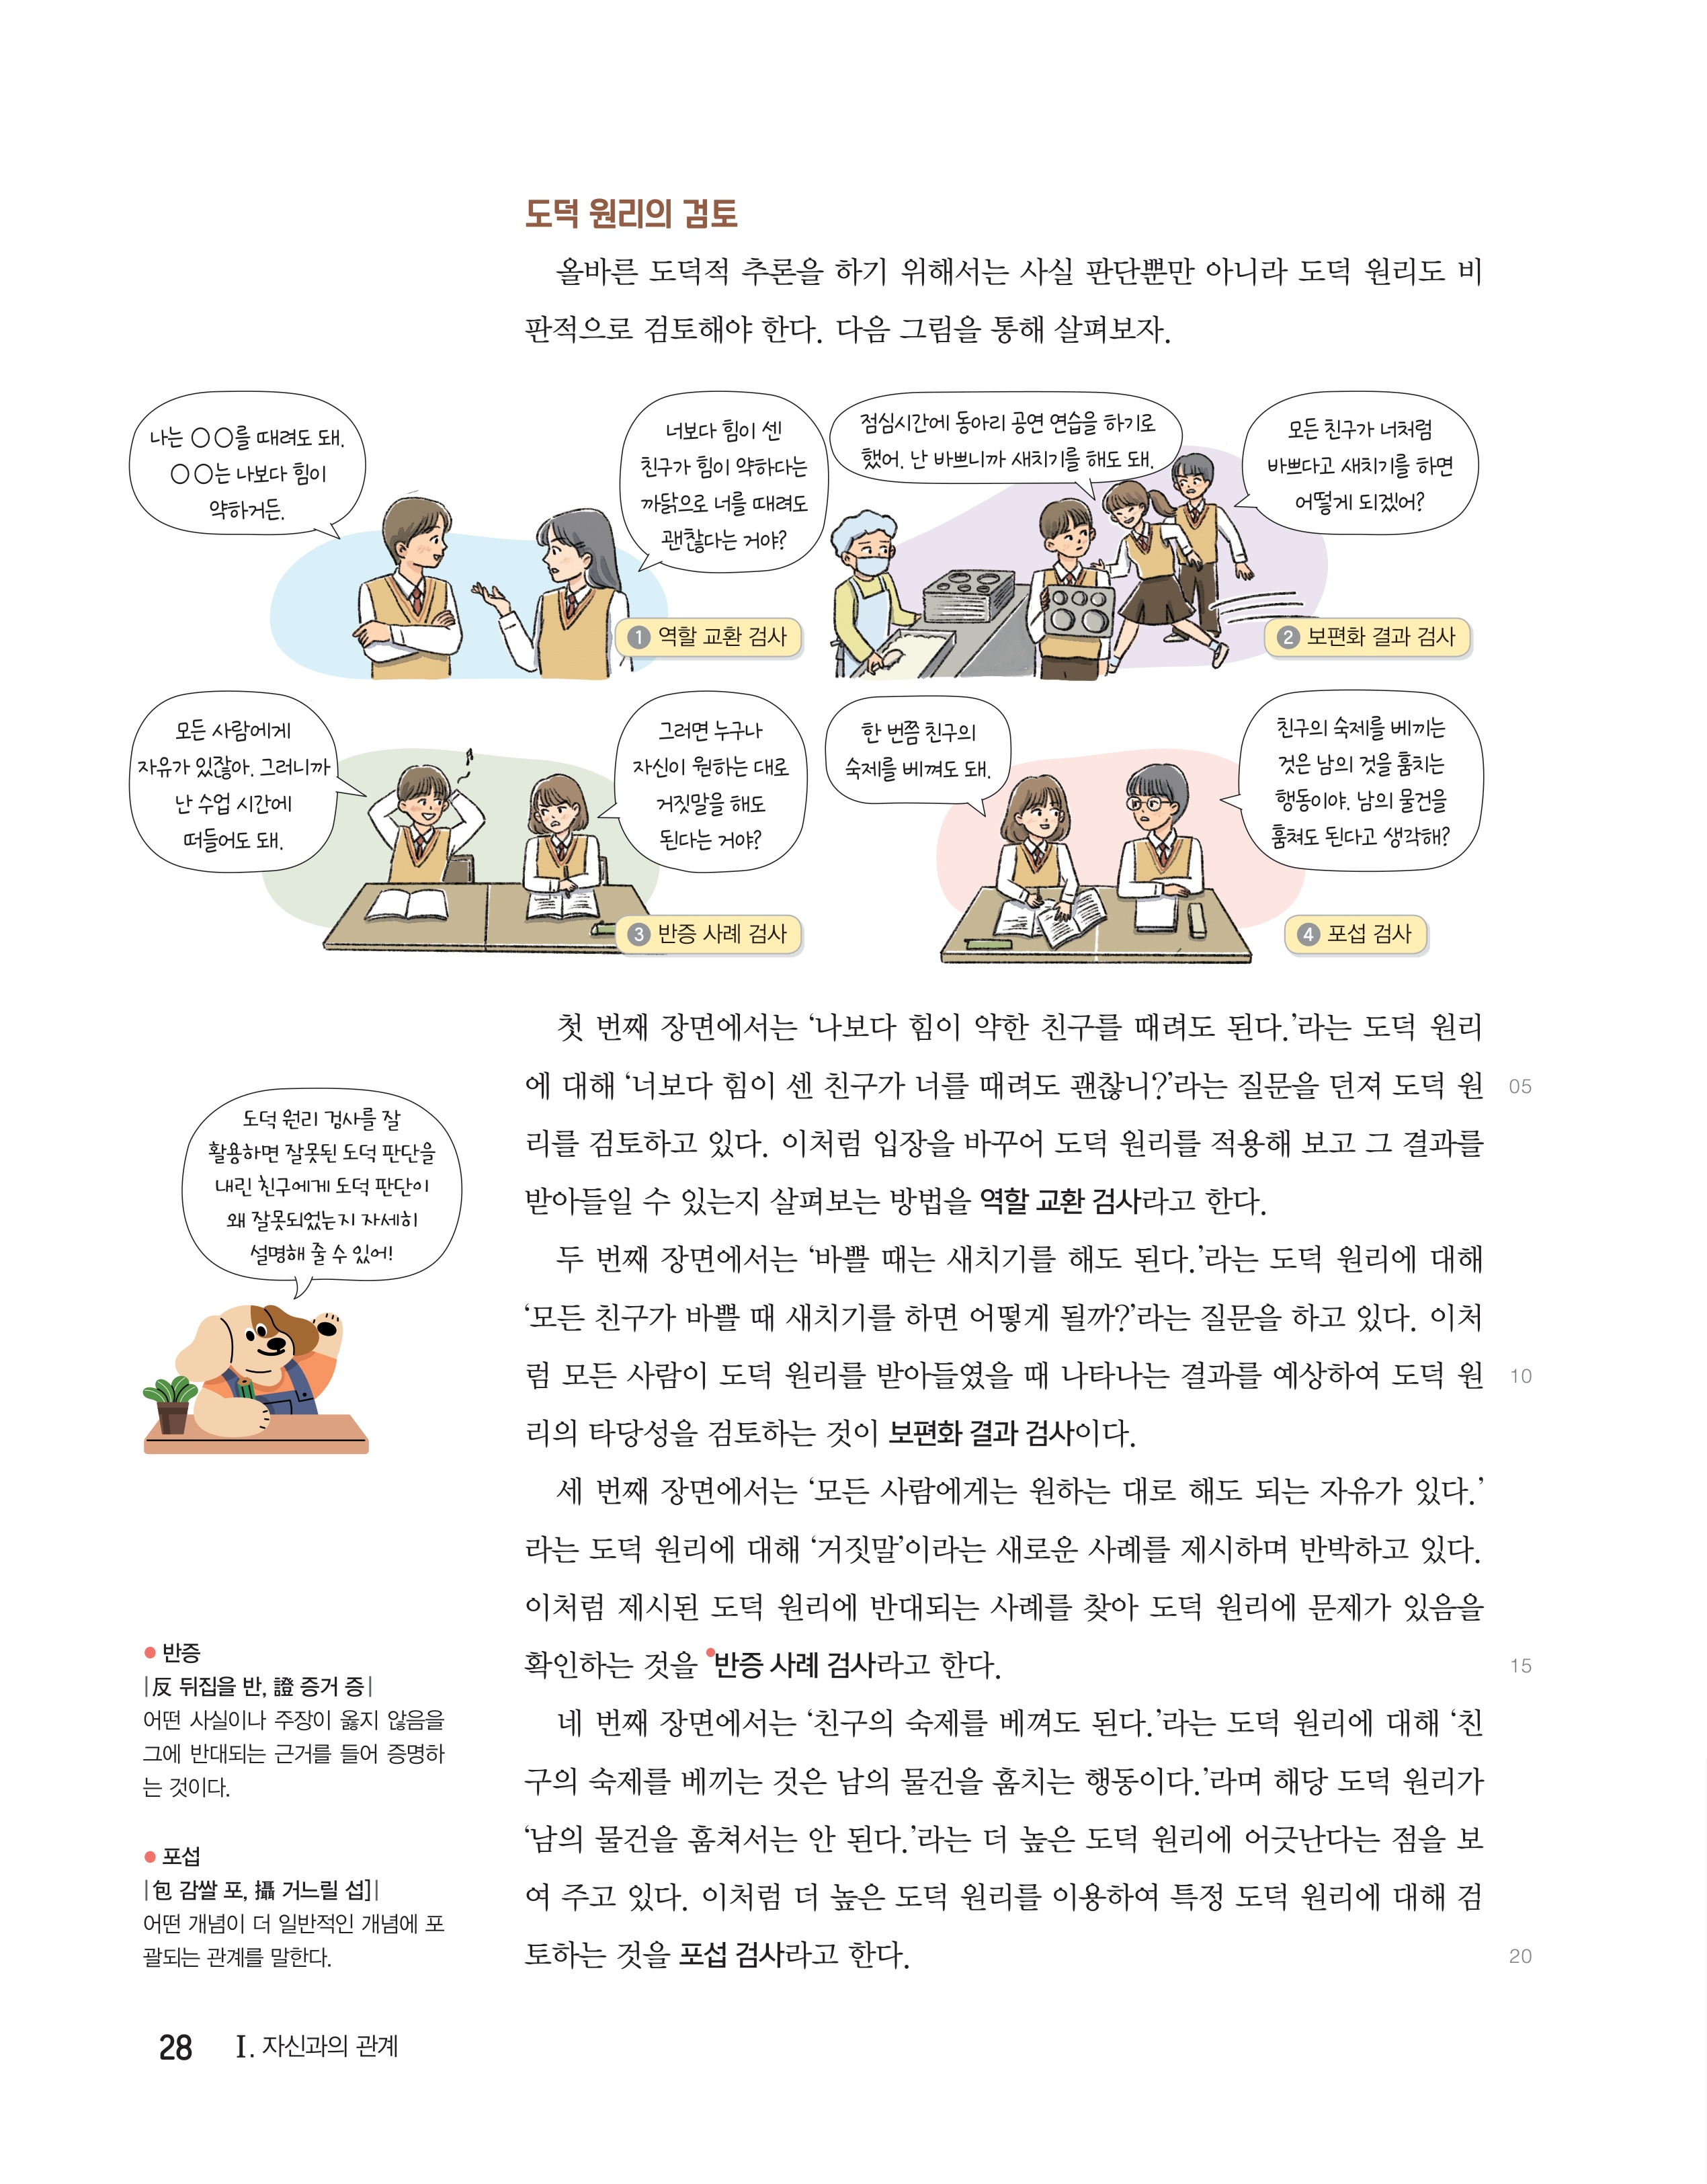 도덕 원리의 검토
올바른 도덕적 추론을 하기 위해서는 사실 판단뿐만 아니라 도덕 원리도 비
판적으로 검토해야 한다. 다음 그림을 통해 살펴보자.
나는 〇〇를 때려도 돼.
〇〇는 나보다 힘이
약하거든.
너보다 힘이 센
친구가 힘이 약하다는
까닭으로 너를 때려도
괜찮다는 거야?
1 역할 교환 검사
점심시간에 동아리 공연 연습을 하기로
했어. 난 바쁘니까 새치기를 해도 돼.
모든 친구가 너처럼
바쁘다고 새치기를 하면
어떻게 되겠어?
2 보편화 결과 검사
모든 사람에게
자유가 있잖아. 그러니까
난 수업 시간에
떠들어도 돼.
그러면 누구나
자신이 원하는 대로
거짓말을 해도
된다는 거야?
3 반증 사례 검사
한 번쯤 친구의
숙제를 베껴도 돼.
친구의 숙제를 베끼는
것은 남의 것을 훔치는
행동이야. 남의 물건을
훔쳐도 된다고 생각해?
4 포섭 검사
첫 번째 장면에서는 ‘나보다 힘이 약한 친구를 때려도 된다.’라는 도덕 원리
에 대해 ‘너보다 힘이 센 친구가 너를 때려도 괜찮니?’라는 질문을 던져 도덕 원 05
리를 검토하고 있다. 이처럼 입장을 바꾸어 도덕 원리를 적용해 보고 그 결과를
받아들일 수 있는지 살펴보는 방법을 역할 교환 검사라고 한다.
두 번째 장면에서는 ‘바쁠 때는 새치기를 해도 된다.’라는 도덕 원리에 대해
‘모든 친구가 바쁠 때 새치기를 하면 어떻게 될까?’라는 질문을 하고 있다. 이처
럼 모든 사람이 도덕 원리를 받아들였을 때 나타나는 결과를 예상하여 도덕 원 10
리의 타당성을 검토하는 것이 보편화 결과 검사이다.
세 번째 장면에서는 ‘모든 사람에게는 원하는 대로 해도 되는 자유가 있다.’
라는 도덕 원리에 대해 ‘거짓말’이라는 새로운 사례를 제시하며 반박하고 있다.
이처럼 제시된 도덕 원리에 반대되는 사례를 찾아 도덕 원리에 문제가 있음을
확인하는 것을 반증 사례 검사라고 한다. 15
네 번째 장면에서는 ‘친구의 숙제를 베껴도 된다.’라는 도덕 원리에 대해 ‘친
구의 숙제를 베끼는 것은 남의 물건을 훔치는 행동이다.’라며 해당 도덕 원리가
‘남의 물건을 훔쳐서는 안 된다.’라는 더 높은 도덕 원리에 어긋난다는 점을 보
여 주고 있다. 이처럼 더 높은 도덕 원리를 이용하여 특정 도덕 원리에 대해 검
토하는 것을 포섭 검사라고 한다. 20
도덕 원리 검사를 잘
활용하면 잘못된 도덕 판단을
내린 친구에게 도덕 판단이
왜 잘못되었는지 자세히
설명해 줄 수 있어!
● 반증
|反 뒤집을 반, 證 증거 증|
어떤 사실이나 주장이 옳지 않음을
그에 반대되는 근거를 들어 증명하
는 것이다.
● 포섭
|包 감쌀 포, 攝 거느릴 섭]|
어떤 개념이 더 일반적인 개념에 포
괄되는 관계를 말한다.
28 Ⅰ. 자신과의 관계